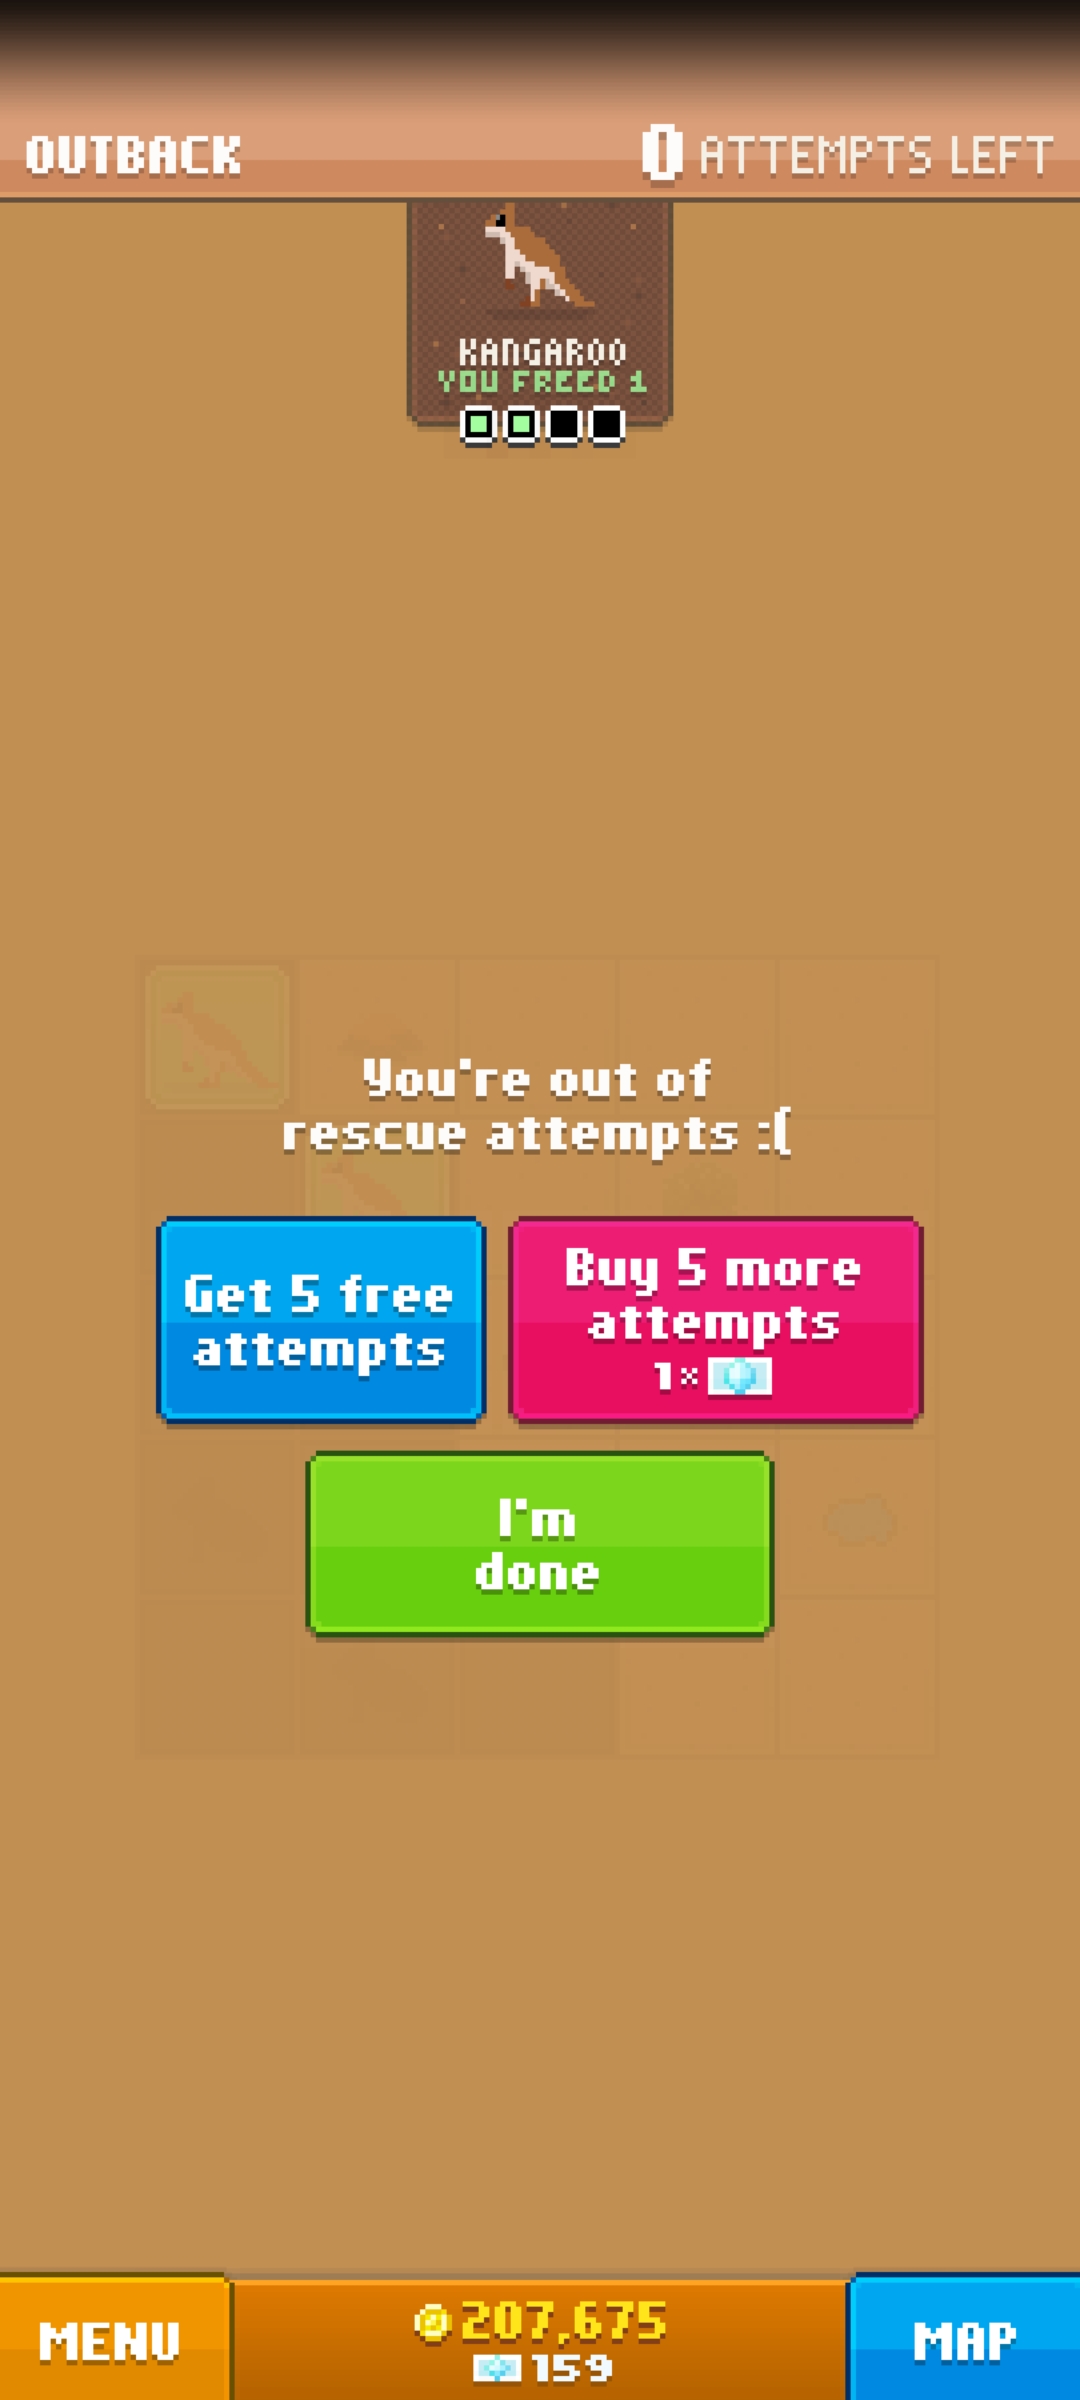 OUTBACK
0 ATTEMPTS LEFT
KANGAROO
YOU FREED 1
You're out of
rescue attempts :(
Get 5 free
attempts
Buy 5 more
attempts
1×
I'm
done
MENU
207,675
159
MAP